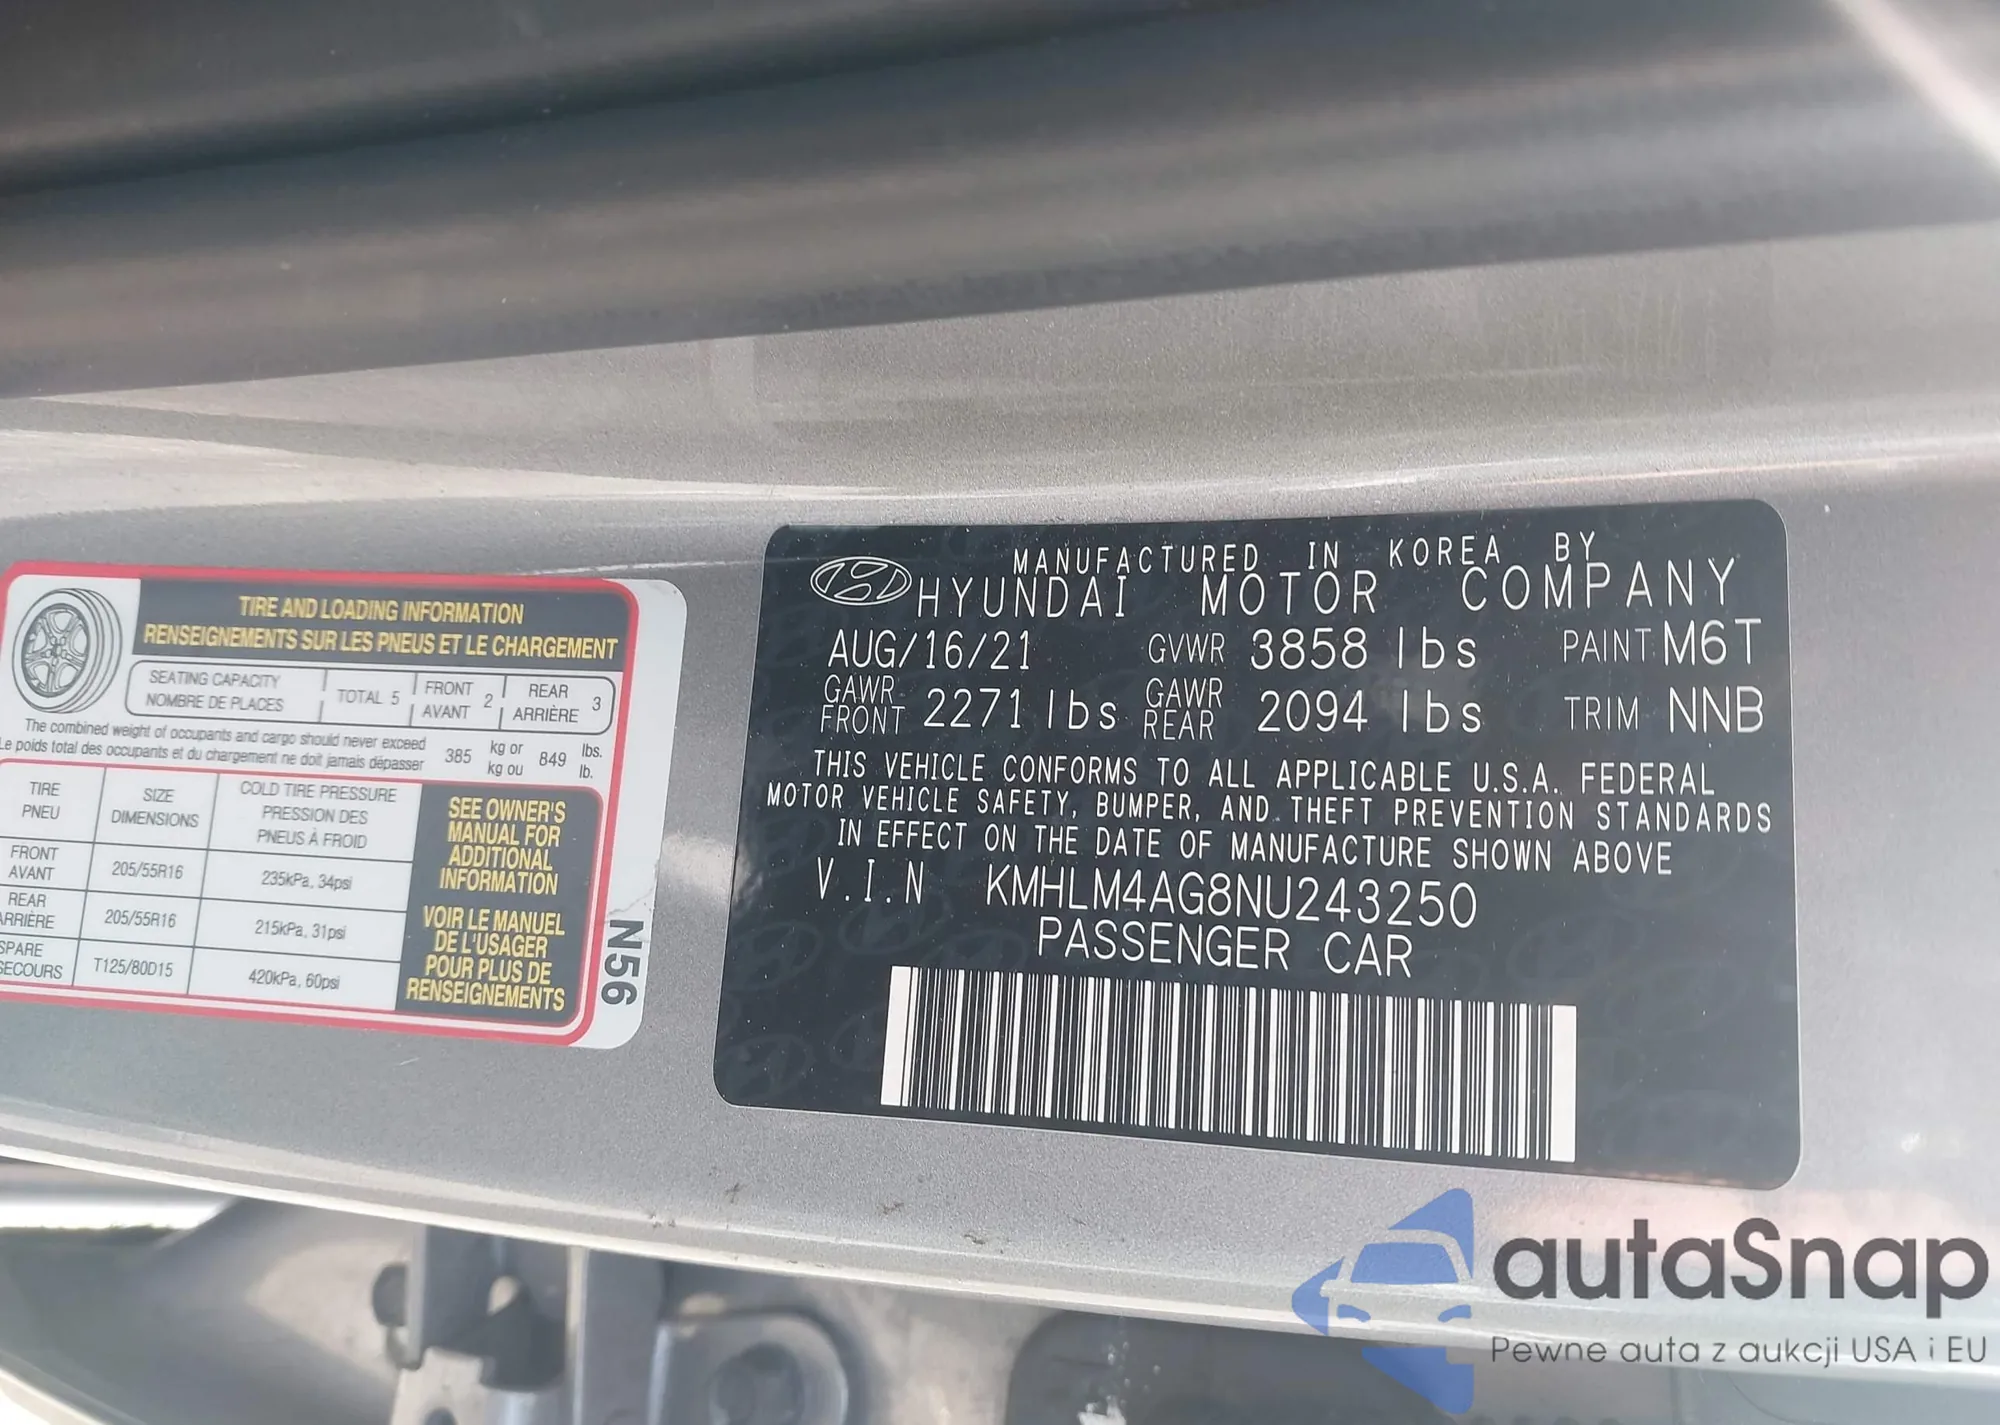 TIRE AND LOADING INFORMATION
RENSEIGNEMENTS SUR LES PNEUS ET LE CHARGEMENT
SEATING CAPACITY
NOMBRE DE PLACES
TOTAL 5
FRONT
AVANT
2
REAR
ARRIÈRE
3
The combined weight of occupants and cargo should never exceed
Le poids total des occupants et du chargement ne doit jamais dépasser
385
kg or
kg ou
849
lbs.
lb.
TIRE
PNEU
SIZE
DIMENSIONS
COLD TIRE PRESSURE
PRESSION DES
PNEUS À FROID
FRONT
AVANT
205/55R16
235kPa, 34psi
REAR
ARRIÈRE
205/55R16
215kPa, 31psi
SPARE
SECOURS
T125/80D15
420kPa, 60psi
SEE OWNER'S
MANUAL FOR
ADDITIONAL
INFORMATION
VOIR LE MANUEL
DE L'USAGER
POUR PLUS DE
RENSEIGNEMENTS
N56
MANUFACTURED IN KOREA BY
HYUNDAI MOTOR COMPANY
AUG/16/21 GVWR 3858 lbs PAINT M6T
GAWR FRONT 2271 lbs GAWR REAR 2094 lbs TRIM NNB
THIS VEHICLE CONFORMS TO ALL APPLICABLE U.S.A. FEDERAL
MOTOR VEHICLE SAFETY, BUMPER, AND THEFT PREVENTION STANDARDS
IN EFFECT ON THE DATE OF MANUFACTURE SHOWN ABOVE
V.I.N KMHLM4AG8NU243250
PASSENGER CAR
autaSnap
Pewne auta z aukcji USA i EU